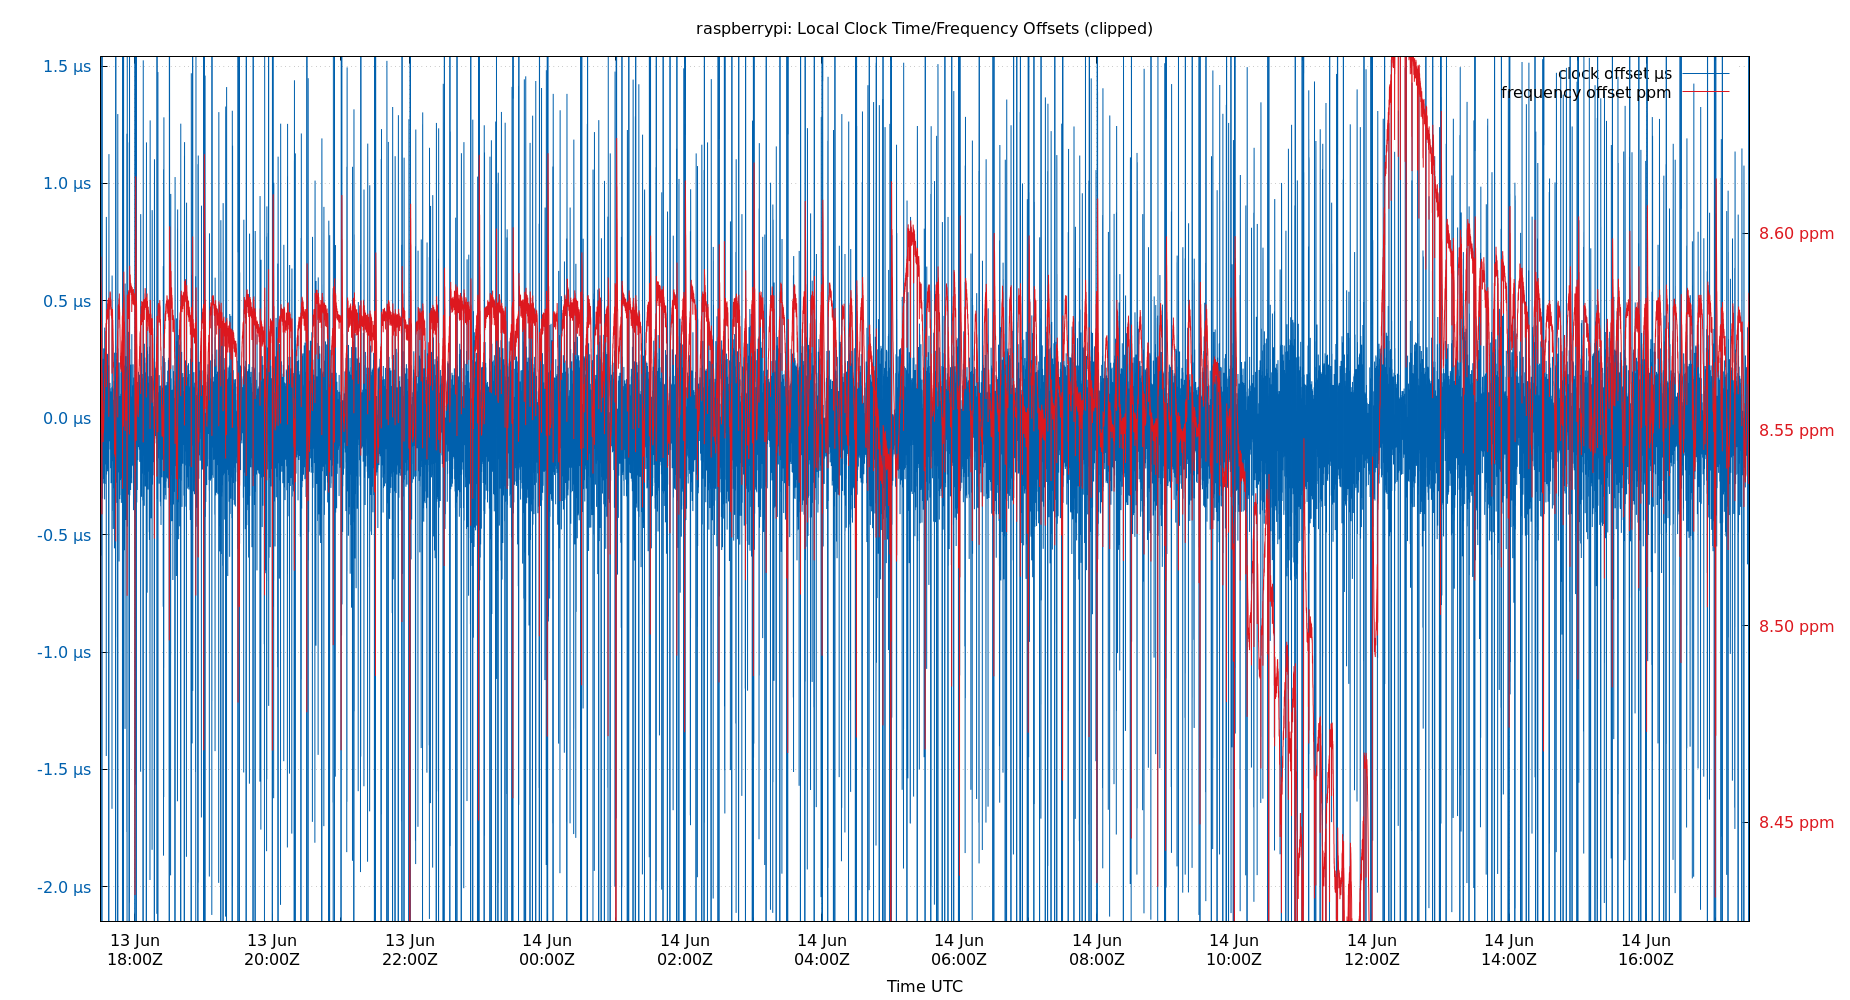 raspberrypi: Local Clock Time/Frequency Offsets (clipped)
clock offset µs
frequency offset ppm
1.5 µs
1.0 µs
0.5 µs
0.0 µs
-0.5 µs
-1.0 µs
-1.5 µs
-2.0 µs
8.60 ppm
8.55 ppm
8.50 ppm
8.45 ppm
13 Jun 13 Jun 13 Jun 14 Jun 14 Jun 14 Jun 14 Jun 14 Jun 14 Jun 14 Jun 14 Jun 14 Jun
18:00Z 20:00Z 22:00Z 00:00Z 02:00Z 04:00Z 06:00Z 08:00Z 10:00Z 12:00Z 14:00Z 16:00Z
Time UTC